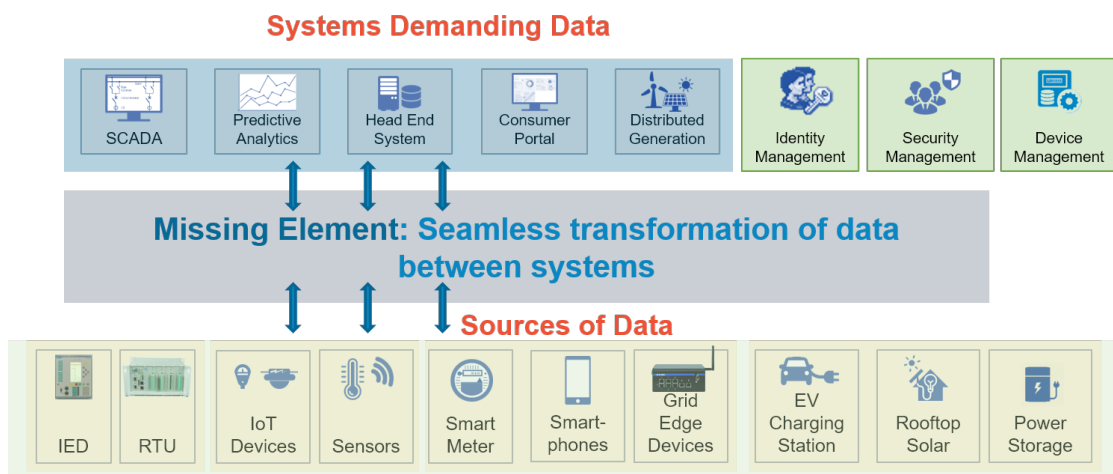 Systems Demanding Data
SCADA
Predictive
Analytics
Head End
System
Consumer
Portal
Distributed
Generation
Identity
Management
Security
Management
Device
Management
Missing Element: Seamless transformation of data
between systems
Sources of Data
IED
RTU
IoT
Devices
Sensors
Smart
Meter
Smart-
phones
Grid
Edge
Devices
EV
Charging
Station
Rooftop
Solar
Power
Storage